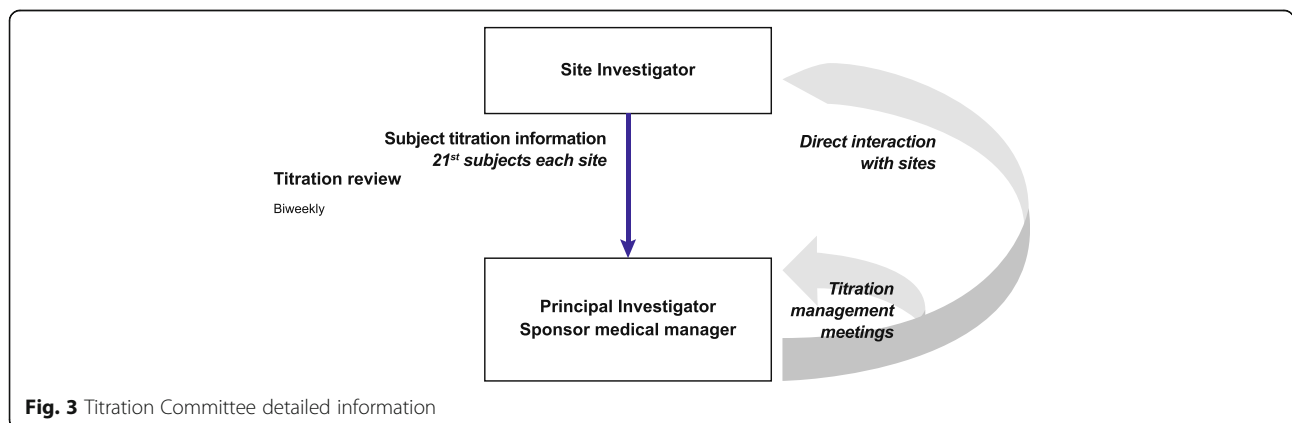 Site Investigator
Subject titration information
21st subjects each site
Direct interaction
with sites
Titration review
Biweekly
Principal Investigator
Sponsor medical manager
Titration
management
meetings
Fig. 3 Titration Committee detailed information